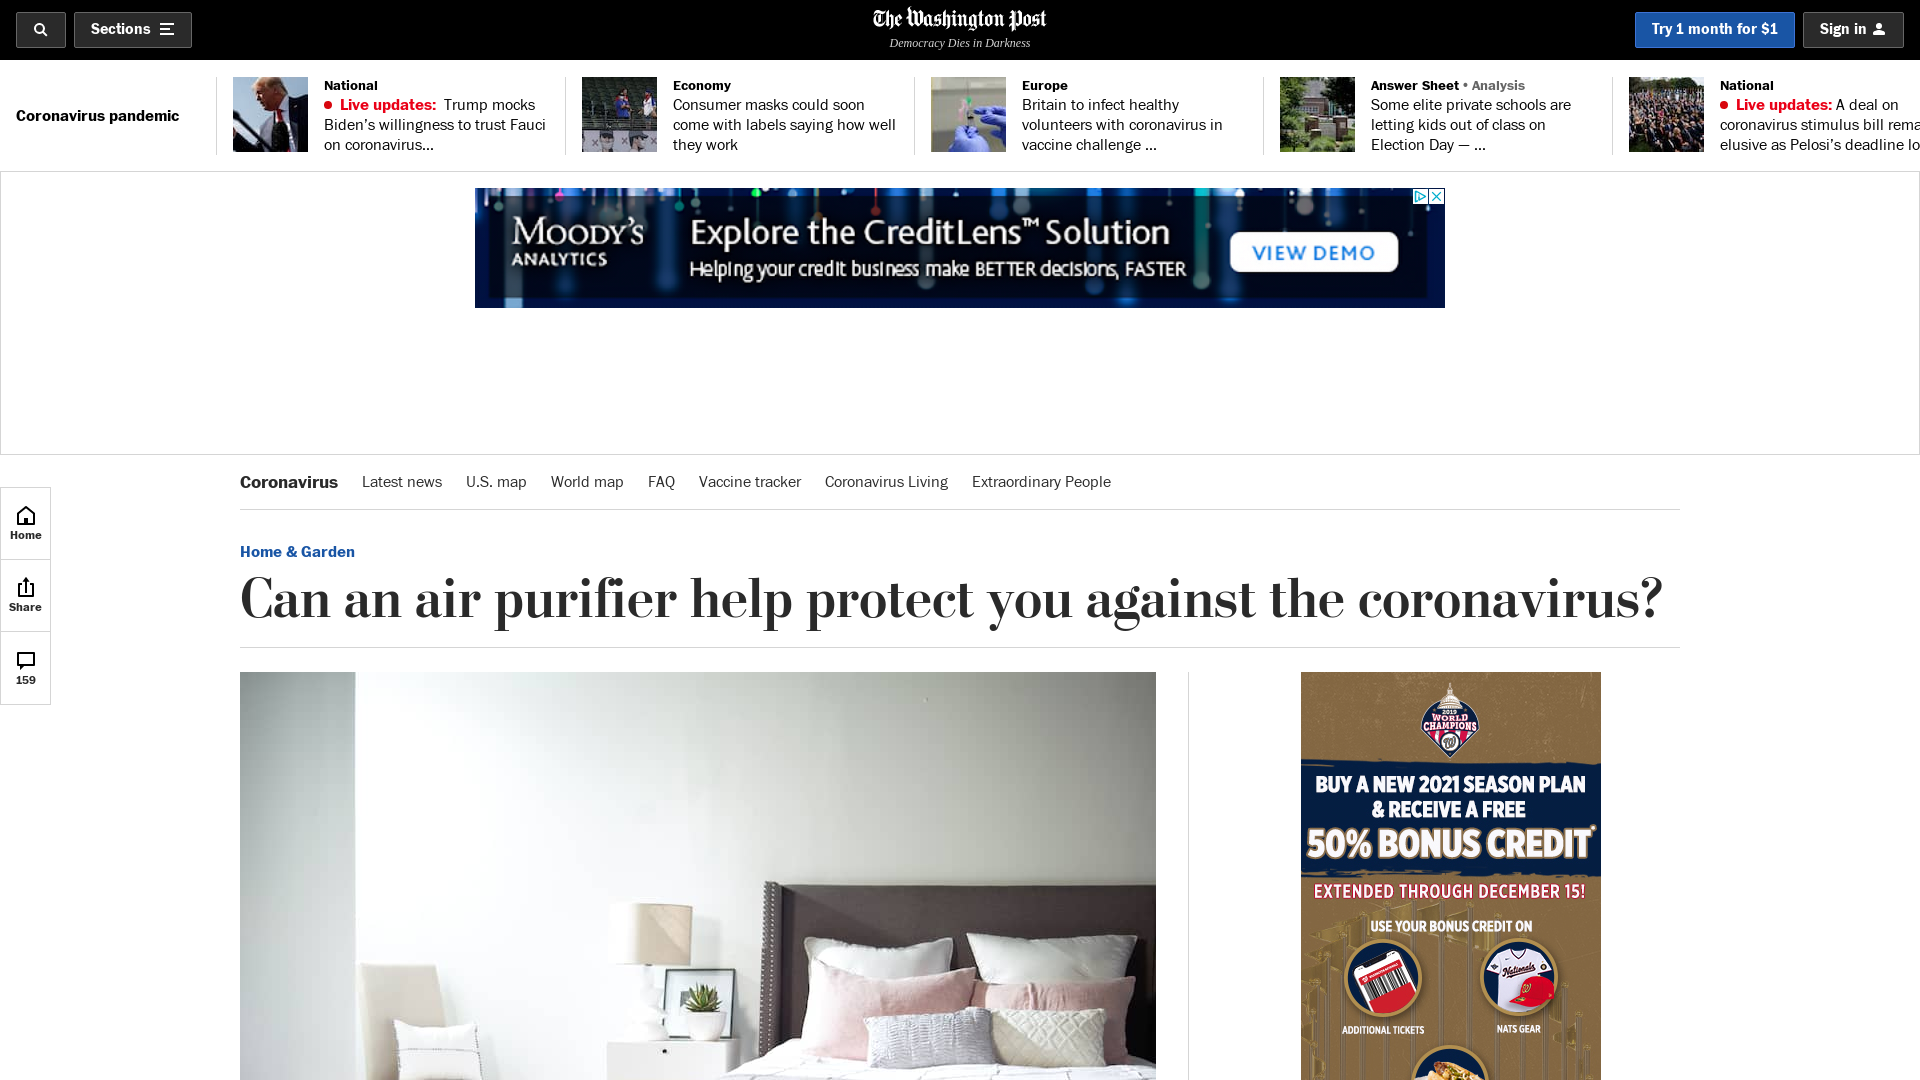 Sections
The Washington Post
Democracy Dies in Darkness
Try 1 month for $1
Sign in
Coronavirus pandemic
National
Live updates: Trump mocks
Biden’s willingness to trust Fauci
on coronavirus...
Economy
Consumer masks could soon
come with labels saying how well
they work
Europe
Britain to infect healthy
volunteers with coronavirus in
vaccine challenge ...
Answer Sheet • Analysis
Some elite private schools are
letting kids out of class on
Election Day — ...
National
Live updates: A deal on
coronavirus stimulus bill rema
elusive as Pelosi’s deadline lo
MOODY’S
ANALYTICS
Explore the CreditLens™ Solution
Helping your credit business make BETTER decisions, FASTER
VIEW DEMO
Coronavirus
Latest news
U.S. map
World map
FAQ
Vaccine tracker
Coronavirus Living
Extraordinary People
Home
Share
159
Home & Garden
Can an air purifier help protect you against the coronavirus?
2019
WORLD
CHAMPIONS
W
BUY A NEW 2021 SEASON PLAN
& RECEIVE A FREE
50% BONUS CREDIT*
EXTENDED THROUGH DECEMBER 15!
USE YOUR BONUS CREDIT ON
Nationals
ADDITIONAL TICKETS
NATS GEAR